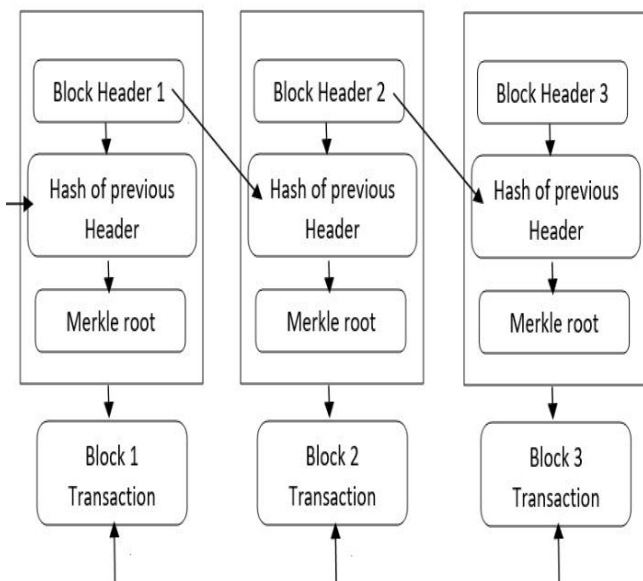 Block Header 1
Hash of previous
Header
Merkle root
Block 1
Transaction
Block Header 2
Hash of previous
Header
Merkle root
Block 2
Transaction
Block Header 3
Hash of previous
Header
Merkle root
Block 3
Transaction